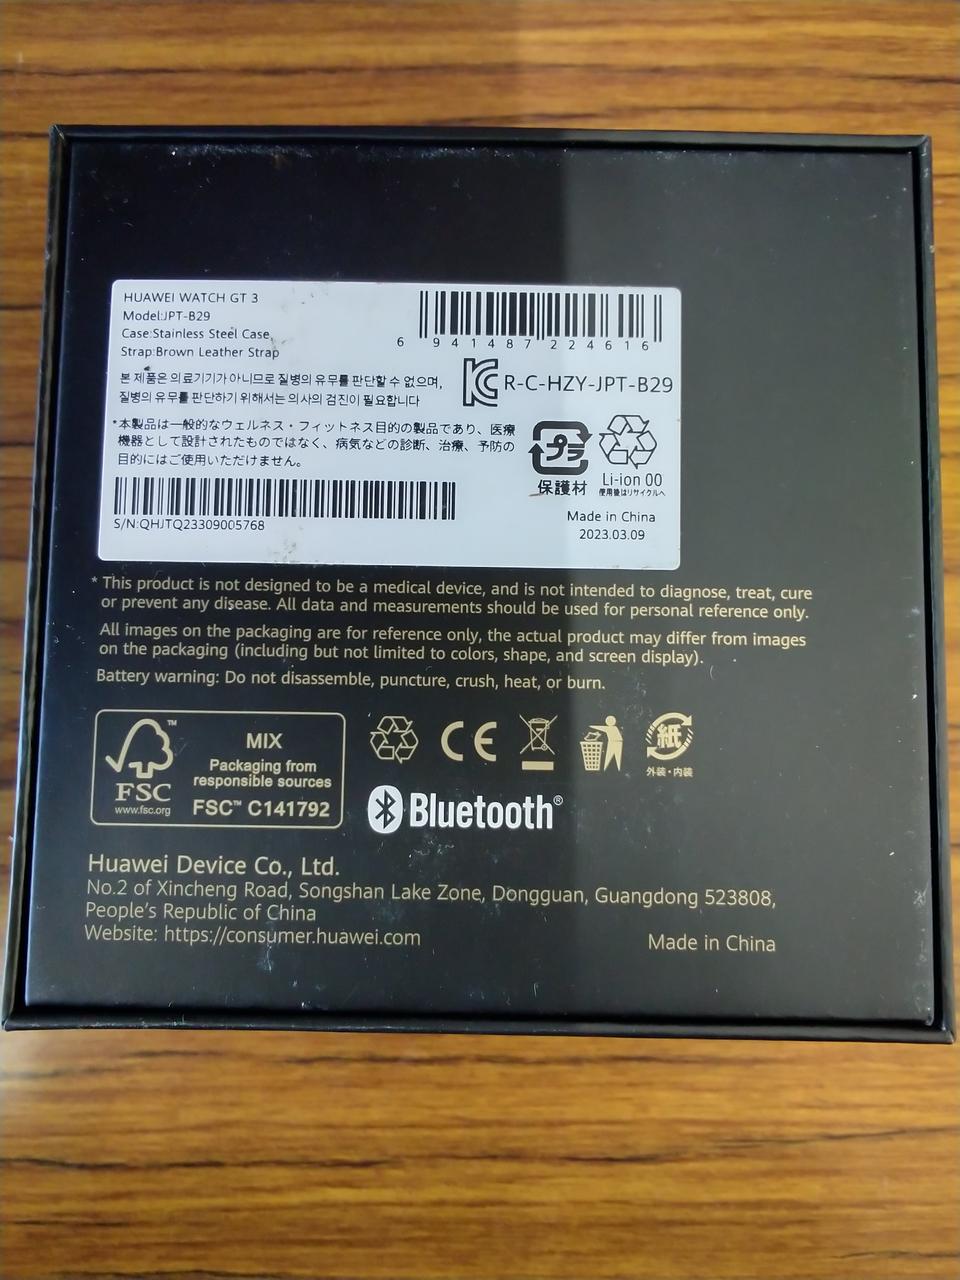 HUAWEI WATCH GT 3
Model:JPT-B29
Case:Stainless Steel Case
Strap:Brown Leather Strap
6 941487 224616
R-C-HZY-JPT-B29
본 제품은 의료기기가 아니므로 질병의 유무를 판단할 수 없으며,
질병의 유무를 판단하기 위해서는 의사의 검진이 필요합니다
*本製品は一般的なウェルネス・フィットネス目的の製品であり、医療
機器として設計されたものではなく、病気などの診断、治療、予防の
目的にはご使用いただけません。
プラ
保護材
Li-ion 00
使用後はリサイクルへ
S/N:QHJTQ23309005768
Made in China
2023.03.09
* This product is not designed to be a medical device, and is not intended to diagnose, treat, cure
or prevent any disease. All data and measurements should be used for personal reference only.
All images on the packaging are for reference only, the actual product may differ from images
on the packaging (including but not limited to colors, shape, and screen display).
Battery warning: Do not disassemble, puncture, crush, heat, or burn.
FSC
www.fsc.org
MIX
Packaging from
responsible sources
FSC™ C141792
CE
紙
外装・内装
Bluetooth®
Huawei Device Co., Ltd.
No.2 of Xincheng Road, Songshan Lake Zone, Dongguan, Guangdong 523808,
People's Republic of China
Website: https://consumer.huawei.com
Made in China